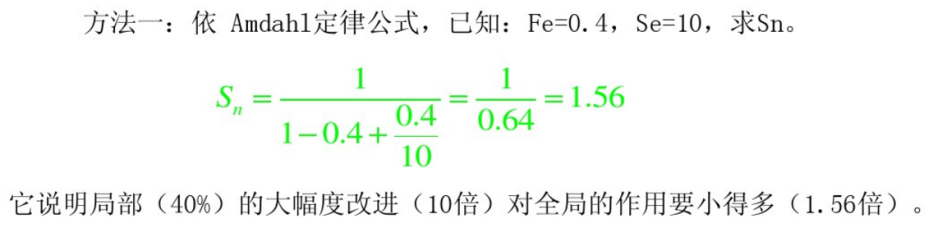 方法一：依 Amdahl定律公式，已知：Fe=0.4，Se=10，求Sn。
Sₙ = 1/(1−0.4+0.4/10) = 1/0.64 = 1.56
它说明局部（40%）的大幅度改进（10倍）对全局的作用要小得多（1.56倍）。